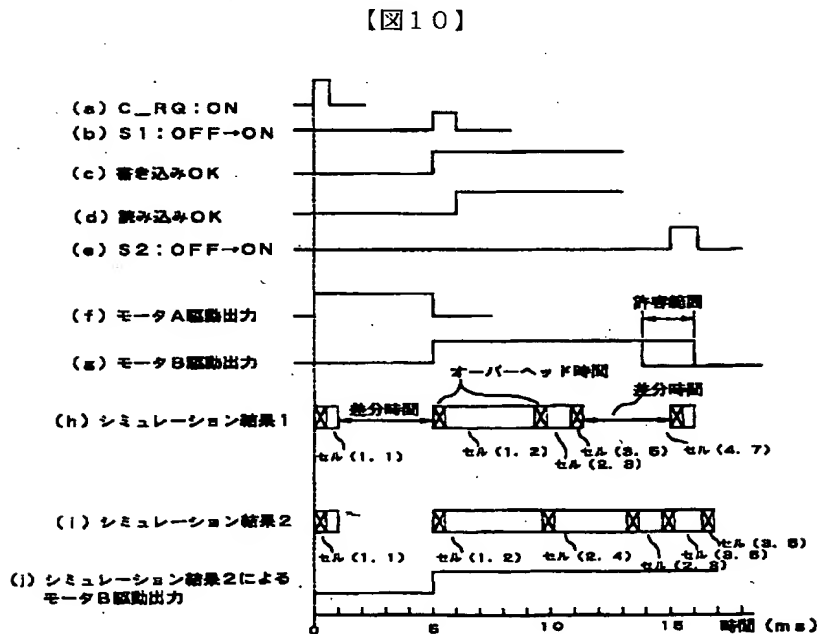 【図10】
(a) C_RQ:ON
(b) S1:OFF→ON
(c) 書き込みOK
(d) 読み込みOK
(e) S2:OFF→ON
(f) モータA駆動出力
許容範囲
(g) モータB駆動出力
オーバーヘッド時間
差分時間
差分時間
(h) シミュレーション結果1
セル(1.1)
セル(1.2)
セル(2.3)
セル(3.5)
セル(4.7)
(i) シミュレーション結果2
セル(1.1)
セル(1.2)
セル(2.4)
セル(2.3)
セル(3.6)
セル(3.5)
(j) シミュレーション結果2による
モータB駆動出力
0 5 10 15 時間(ms)